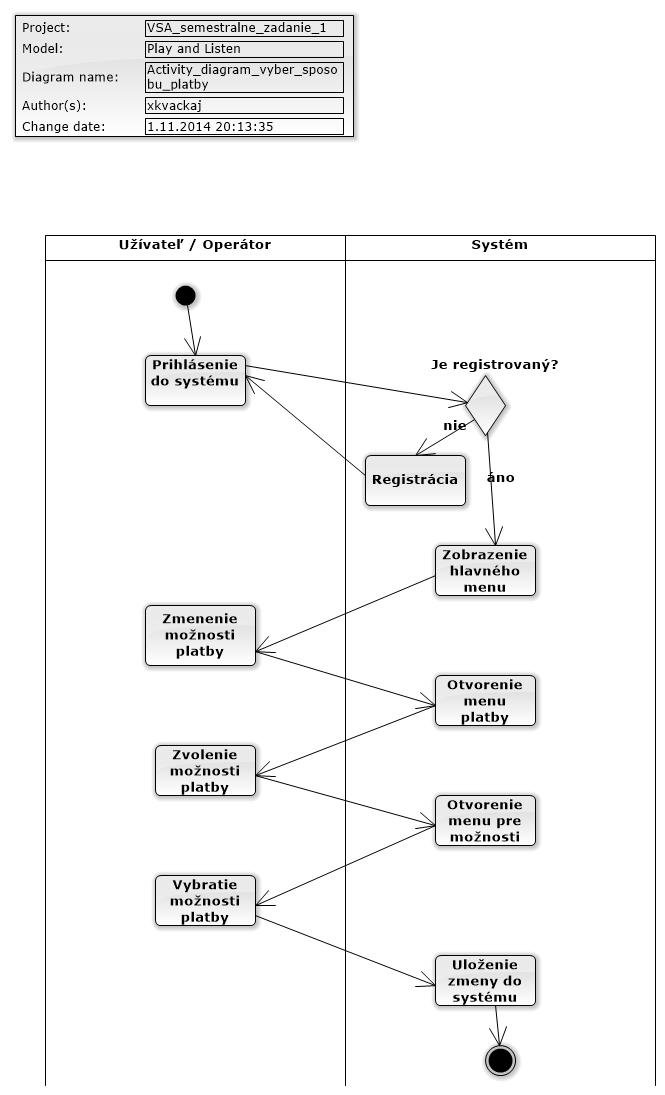 Project: VSA_semestralne_zadanie_1
Model: Play and Listen
Diagram name: Activity_diagram_vyber_sposo
bu_platby
Author(s): xkvackaj
Change date: 1.11.2014 20:13:35
Užívateľ / Operátor
Systém
Prihlásenie
do systému
Je registrovaný?
nie
Registrácia
áno
Zobrazenie
hlavného
menu
Zmenenie
možnosti
platby
Otvorenie
menu
platby
Zvolenie
možnosti
platby
Otvorenie
menu pre
možnosti
Vybratie
možnosti
platby
Uloženie
zmeny do
systému